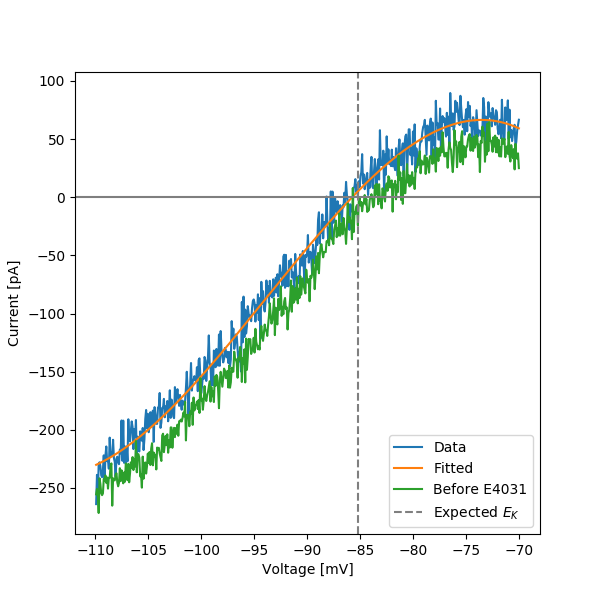 100
50
0
−50
−100
−150
−200
−250
Current [pA]
Data
Fitted
Before E4031
Expected E_K
−110
−105
−100
−95
−90
−85
−80
−75
−70
Voltage [mV]